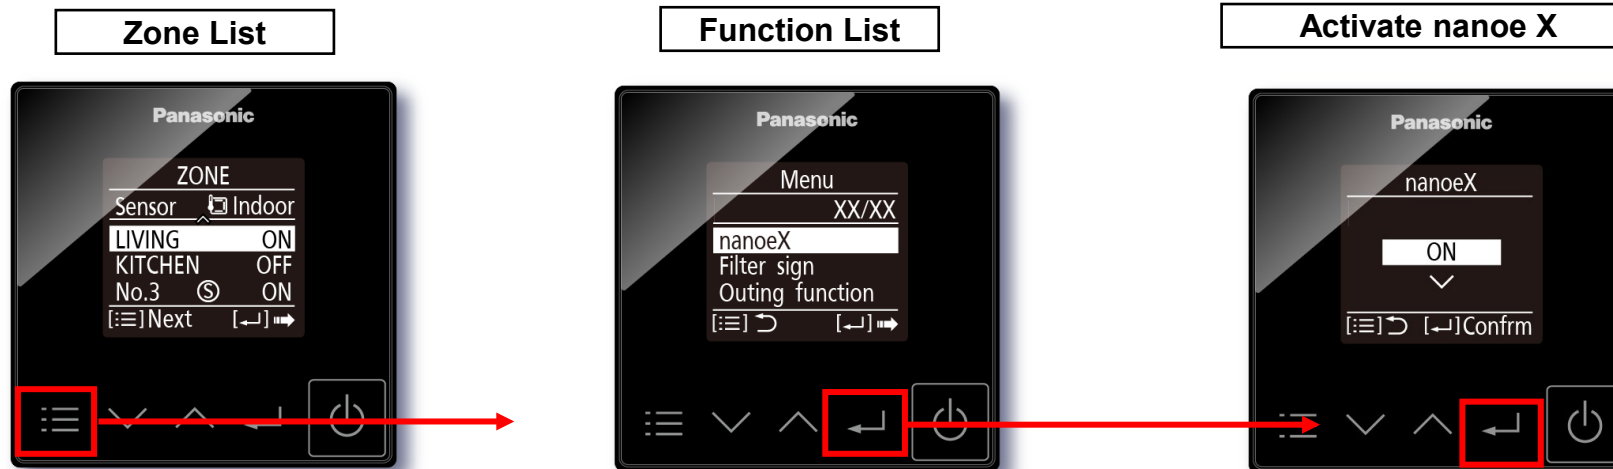 Zone List
Panasonic
ZONE
Sensor Indoor
LIVING ON
KITCHEN OFF
No.3 Ⓢ ON
[≔]Next [↵]➠
Function List
Panasonic
Menu
XX/XX
nanoeX
Filter sign
Outing function
[≔]⮌ [↵]➠
Activate nanoe X
Panasonic
nanoeX
ON
[≔]⮌ [↵]Confrm